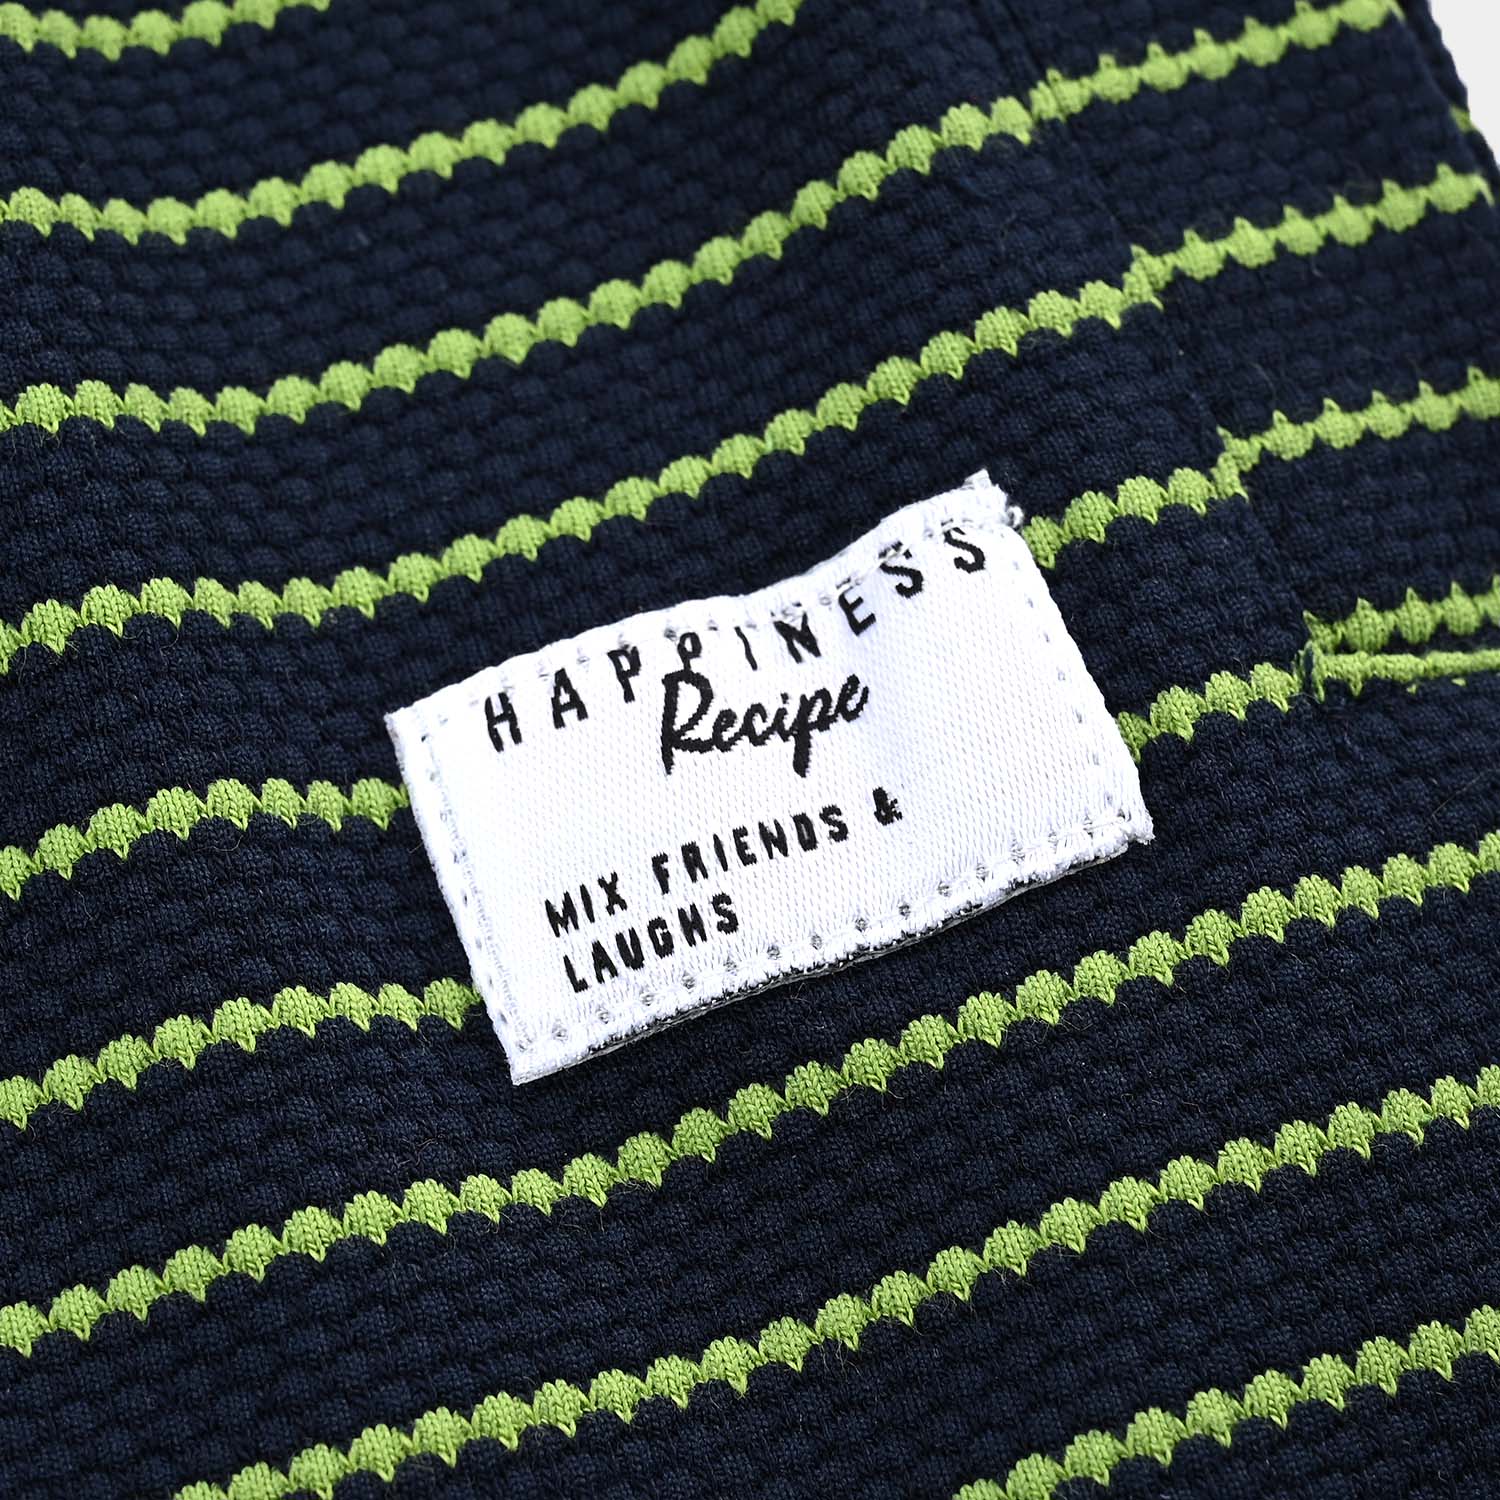 HAPPINESS
Recipe
MIX FRIENDS &
LAUGHS